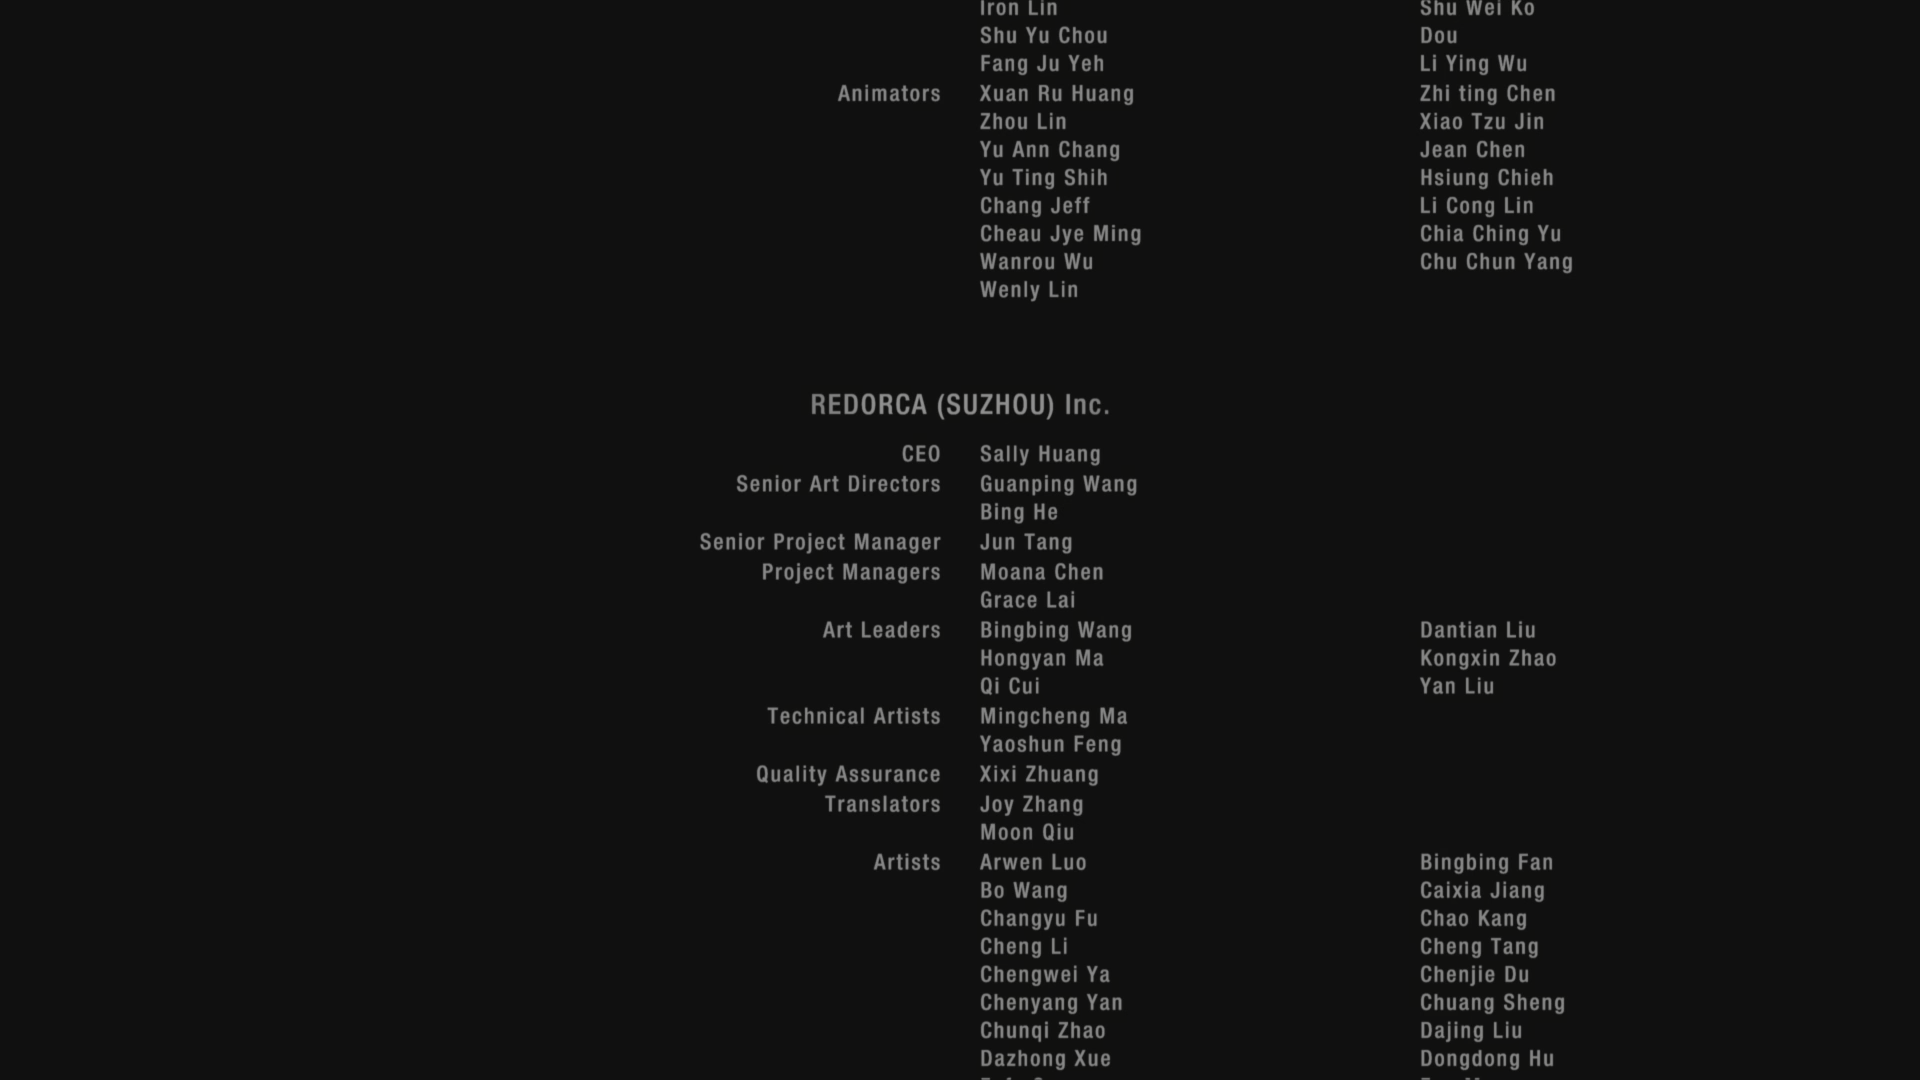 Iron Lin Shu Wei Ko
Shu Yu Chou Dou
Fang Ju Yeh Li Ying Wu
Animators Xuan Ru Huang Zhi ting Chen
Zhou Lin Xiao Tzu Jin
Yu Ann Chang Jean Chen
Yu Ting Shih Hsiung Chieh
Chang Jeff Li Cong Lin
Cheau Jye Ming Chia Ching Yu
Wanrou Wu Chu Chun Yang
Wenly Lin
REDORCA (SUZHOU) Inc.
CEO Sally Huang
Senior Art Directors Guanping Wang
Bing He
Senior Project Manager Jun Tang
Project Managers Moana Chen
Grace Lai
Art Leaders Bingbing Wang Dantian Liu
Hongyan Ma Kongxin Zhao
Qi Cui Yan Liu
Technical Artists Mingcheng Ma
Yaoshun Feng
Quality Assurance Xixi Zhuang
Translators Joy Zhang
Moon Qiu
Artists Arwen Luo Bingbing Fan
Bo Wang Caixia Jiang
Changyu Fu Chao Kang
Cheng Li Cheng Tang
Chengwei Ya Chenjie Du
Chenyang Yan Chuang Sheng
Chunqi Zhao Dajing Liu
Dazhong Xue Dongdong Hu